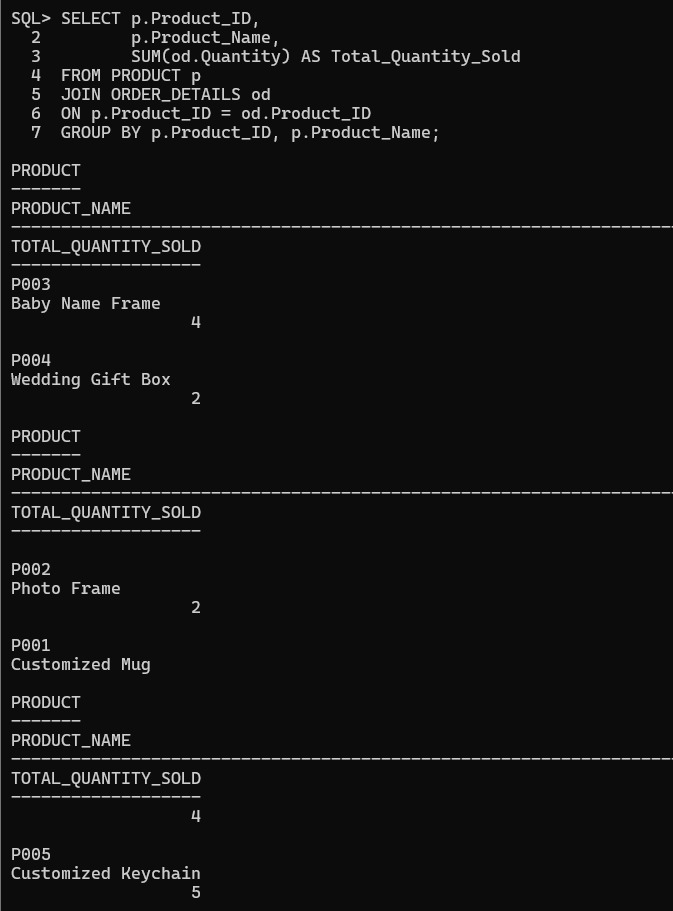 SQL> SELECT p.Product_ID,
  2         p.Product_Name,
  3         SUM(od.Quantity) AS Total_Quantity_Sold
  4  FROM PRODUCT p
  5  JOIN ORDER_DETAILS od
  6  ON p.Product_ID = od.Product_ID
  7  GROUP BY p.Product_ID, p.Product_Name;

PRODUCT
-------
PRODUCT_NAME
-------------------------------------------------------------------
TOTAL_QUANTITY_SOLD
-------------------
P003
Baby Name Frame
                  4

P004
Wedding Gift Box
                  2

PRODUCT
-------
PRODUCT_NAME
-------------------------------------------------------------------
TOTAL_QUANTITY_SOLD
-------------------

P002
Photo Frame
                  2

P001
Customized Mug

PRODUCT
-------
PRODUCT_NAME
-------------------------------------------------------------------
TOTAL_QUANTITY_SOLD
-------------------
                  4

P005
Customized Keychain
                  5